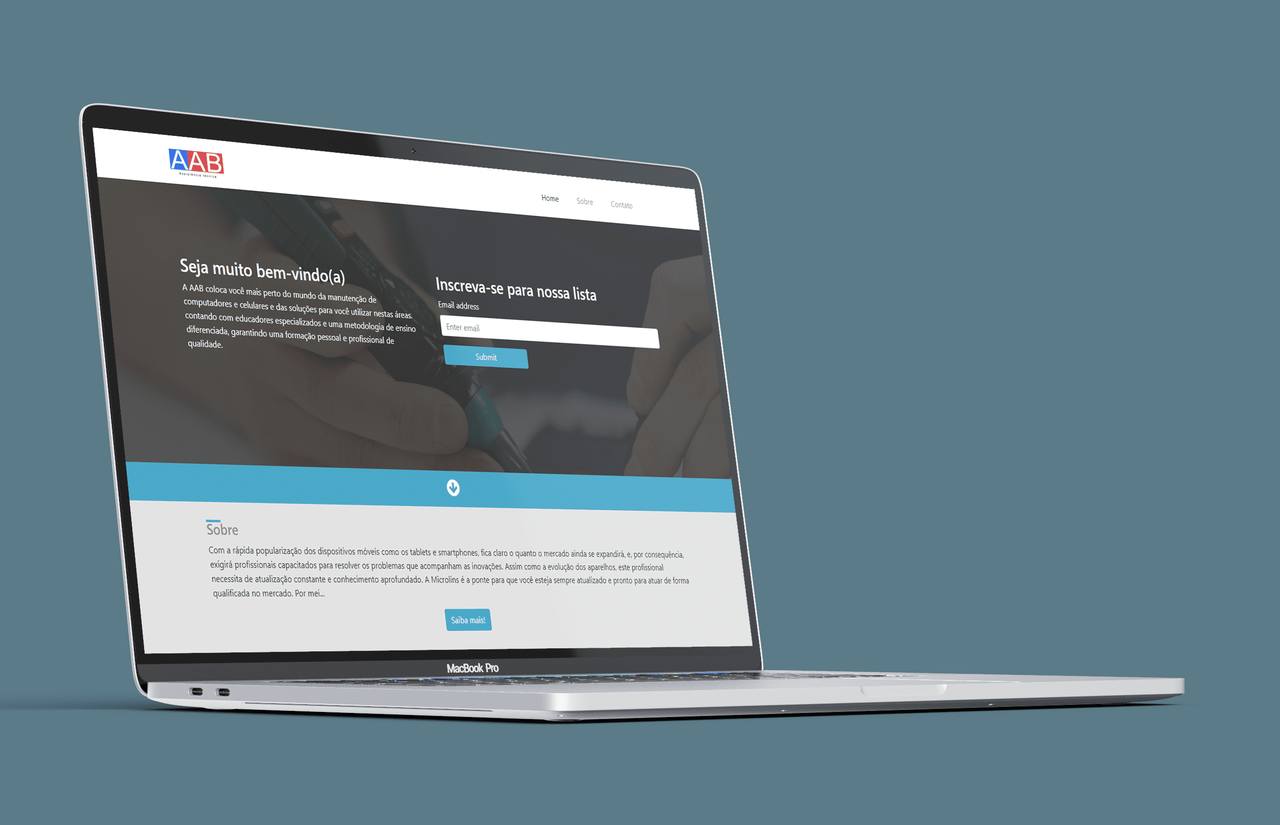 AAB
Home Sobre Contato
Seja muito bem-vindo(a)
A AAB coloca você mais perto do mundo da manutenção de
computadores e celulares e das soluções para você utilizar nestas áreas.
contando com educadores especializados e uma metodologia de ensino
diferenciada, garantindo uma formação pessoal e profissional de
qualidade.
Inscreva-se para nossa lista
Email address
Enter email
Submit
Sobre
Com a rápida popularização dos dispositivos móveis como os tablets e smartphones, fica claro o quanto o mercado ainda se expandirá, e, por consequência,
exigirá profissionais capacitados para resolver os problemas que acompanham as inovações. Assim como a evolução dos aparelhos, este profissional
necessita de atualização constante e conhecimento aprofundado. A Microlins é a ponte para que você esteja sempre atualizado e pronto para atuar de forma
qualificada no mercado. Por mei...
Saiba mais!
MacBook Pro